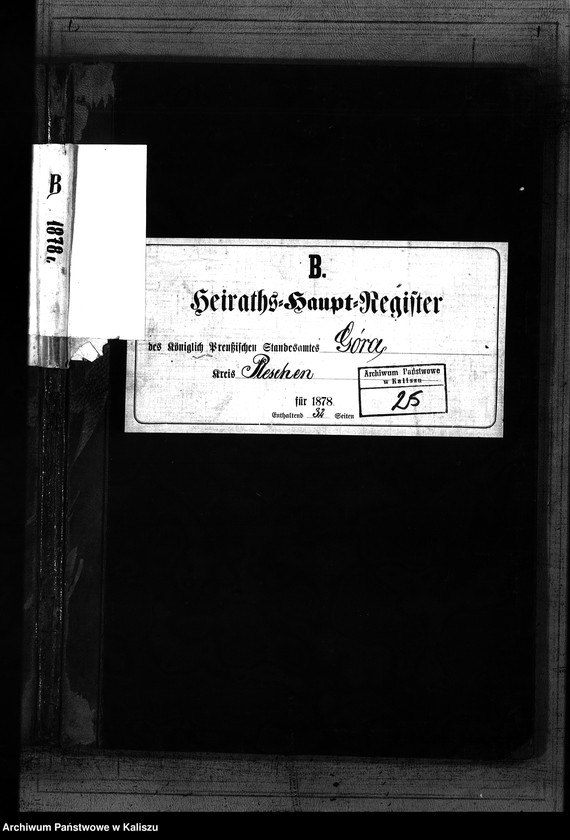 B
1878.
B.
Heiraths-Haupt-Register
des Königlich Preußischen Standesamtes Góra
Kreis Pleschen
für 1878.
Enthaltend 32 Seiten
Archiwum Państwowe
w Kaliszu
25
Archiwum Państwowe w Kaliszu